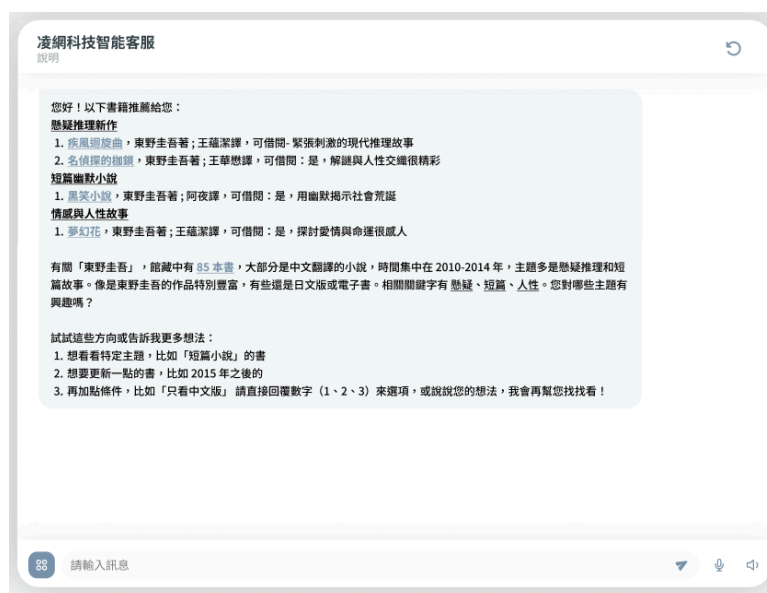 凌網科技智能客服
說明
您好！以下書籍推薦給您：
懸疑推理新作
1. 疾風迴旋曲，東野圭吾著 ; 王蘊潔譯，可借閱- 緊張刺激的現代推理故事
2. 名偵探的枷鎖，東野圭吾著 ; 王華懋譯，可借閱：是，解謎與人性交織很精彩
短篇幽默小說
1. 黑笑小說，東野圭吾著 ; 阿夜譯，可借閱：是，用幽默揭示社會荒誕
情感與人性故事
1. 夢幻花，東野圭吾著 ; 王蘊潔譯，可借閱：是，探討愛情與命運很感人
有關「東野圭吾」，館藏中有 85 本書，大部分是中文翻譯的小說，時間集中在 2010-2014 年，主題多是懸疑推理和短
篇故事。像是東野圭吾的作品特別豐富，有些還是日文版或電子書。相關關鍵字有 懸疑、短篇、人性。您對哪些主題有
興趣嗎？
試試這些方向或告訴我更多想法：
1. 想看看特定主題，比如「短篇小說」的書
2. 想要更新一點的書，比如 2015 年之後的
3. 再加點條件，比如「只看中文版」 請直接回覆數字（1、2、3）來選項，或說說您的想法，我會再幫您找找看！
請輸入訊息